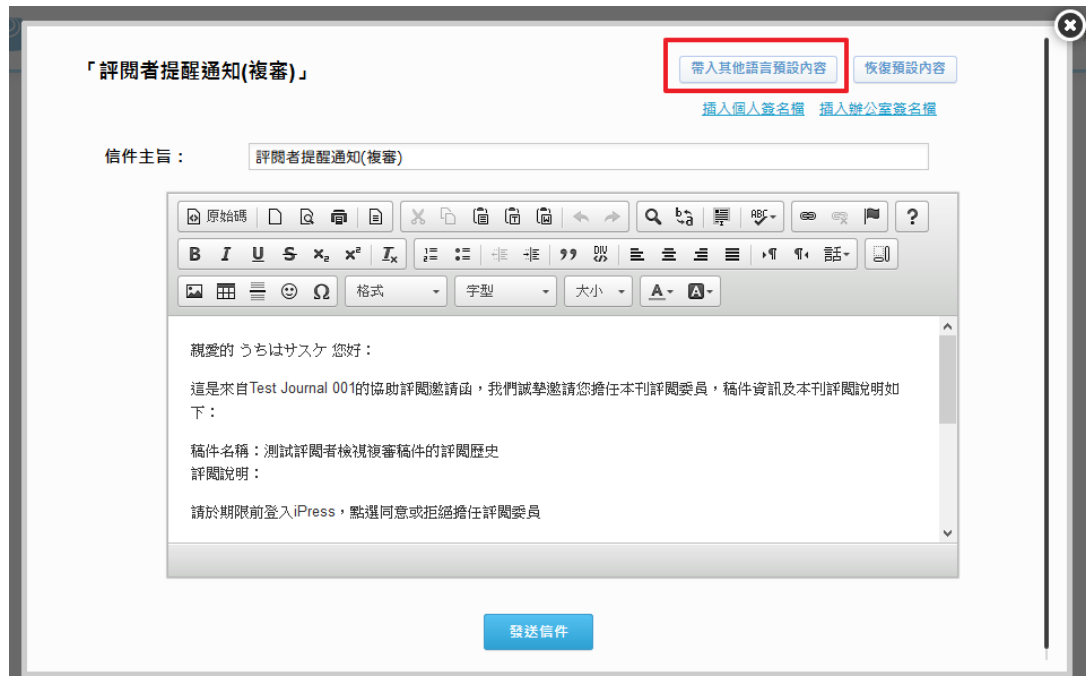 「評閱者提醒通知(複審)」
帶入其他語言預設內容
恢復預設內容
插入個人簽名檔 插入辦公室簽名檔
信件主旨：
評閱者提醒通知(複審)
原始碼
ABC
?
B I U S x₂ x² Iₓ
DIV
話
Ω
格式
字型
大小
A
A
親愛的 うちはサスケ 您好：
這是來自Test Journal 001的協助評閱邀請函，我們誠摯邀請您擔任本刊評閱委員，稿件資訊及本刊評閱說明如
下：
稿件名稱：測試評閱者檢視複審稿件的評閱歷史
評閱說明：
請於期限前登入iPress，點選同意或拒絕擔任評閱委員
發送信件